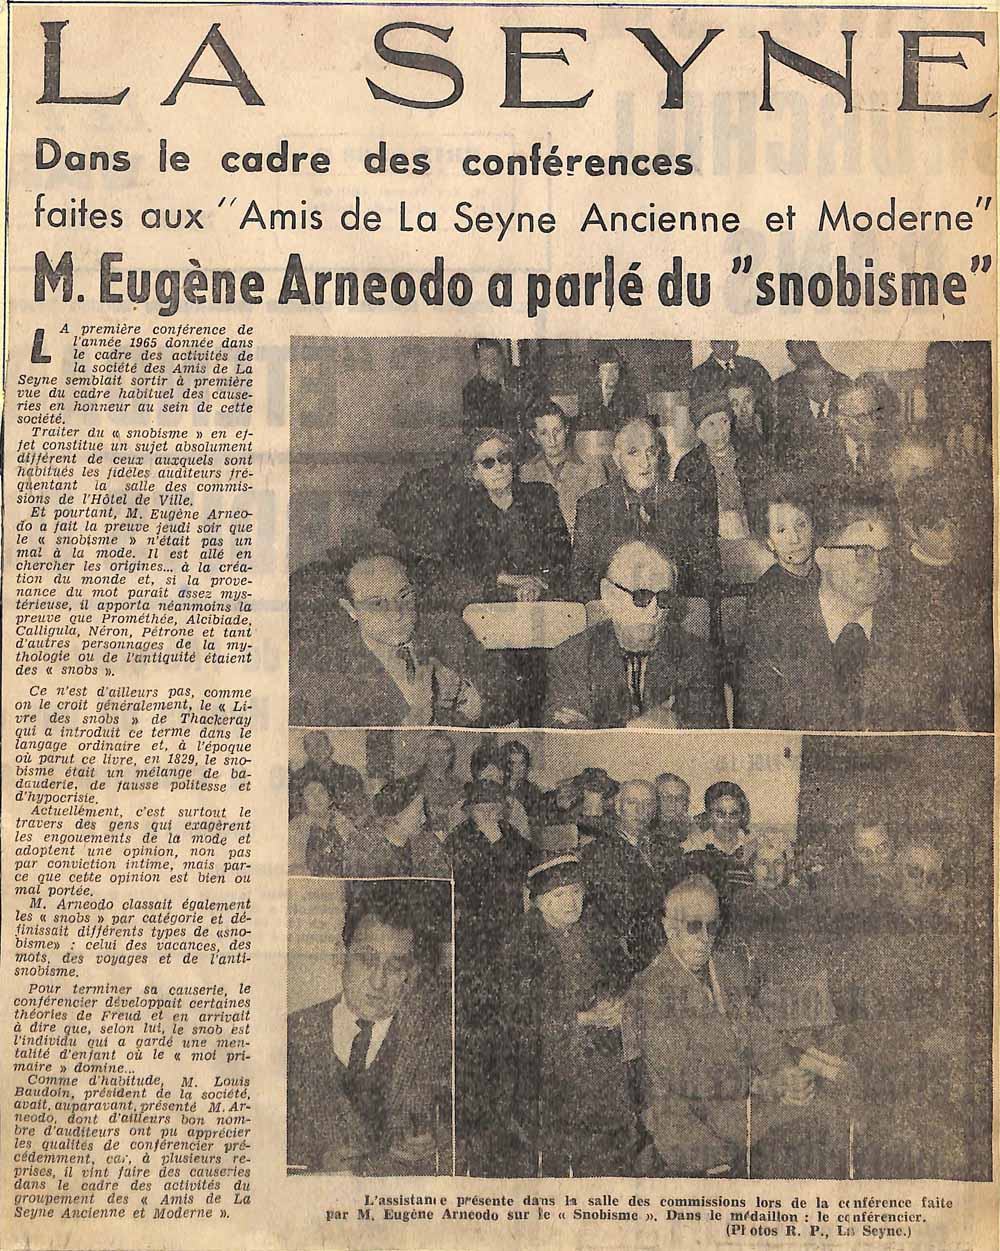 LA SEYNE
Dans le cadre des conférences
faites aux "Amis de La Seyne Ancienne et Moderne"
M. Eugène Arneodo a parlé du "snobisme"
LA première conférence de
l'année 1965 donnée dans
le cadre des activités de
la société des Amis de La
Seyne semblait sortir à première
vue du cadre habituel des cause-
ries en honneur au sein de cette
société.
Traiter du « snobisme » en ef-
fet constitue un sujet absolument
différent de ceux auxquels sont
habitués les fidèles auditeurs fré-
quentant la salle des commis-
sions de l'Hôtel de Ville.
Et pourtant, M. Eugène Arneo-
do a fait la preuve jeudi soir que
le « snobisme » n'était pas un
mal à la mode. Il est allé en
chercher les origines... à la créa-
tion du monde et, si la prove-
nance du mot paraît assez mys-
térieuse, il apporta néanmoins la
preuve que Prométhée, Alcibiade,
Calligula, Néron, Pétrone et tant
d'autres personnages de la my-
thologie ou de l'antiquité étaient
des « snobs ».
Ce n'est d'ailleurs pas, comme
on le croit généralement, le « Li-
vre des snobs » de Thackeray
qui a introduit ce terme dans le
langage ordinaire et, à l'époque
où parut ce livre, en 1829, le sno-
bisme était un mélange de ba-
dauderie, de fausse politesse et
d'hypocrisie.
Actuellement, c'est surtout le
travers des gens qui exagèrent
les engouements de la mode et
adoptent une opinion, non pas
par conviction intime, mais par-
ce que cette opinion est bien ou
mal portée.
M. Arneodo classait également
les « snobs » par catégorie et dé-
finissait différents types de «sno-
bisme» : celui des vacances, des
mots, des voyages et de l'anti-
snobisme.
Pour terminer sa causerie, le
conférencier développait certaines
théories de Freud et en arrivait
à dire que, selon lui, le snob est
l'individu qui a gardé une men-
talité d'enfant où le « moi pri-
maire » domine...
Comme d'habitude, M. Louis
Baudoin, président de la société,
avait, auparavant, présenté M. Ar-
neodo, dont d'ailleurs bon nom-
bre d'auditeurs ont pu apprécier
les qualités de conférencier pré-
cédemment, car, à plusieurs re-
prises, il vint faire des causeries
dans le cadre des activités du
groupement des « Amis de La
Seyne Ancienne et Moderne ».
L'assistance présente dans la salle des commissions lors de la conférence faite
par M. Eugène Arneodo sur le « Snobisme ». Dans le médaillon : le conférencier.
(Photos R. P., La Seyne.)